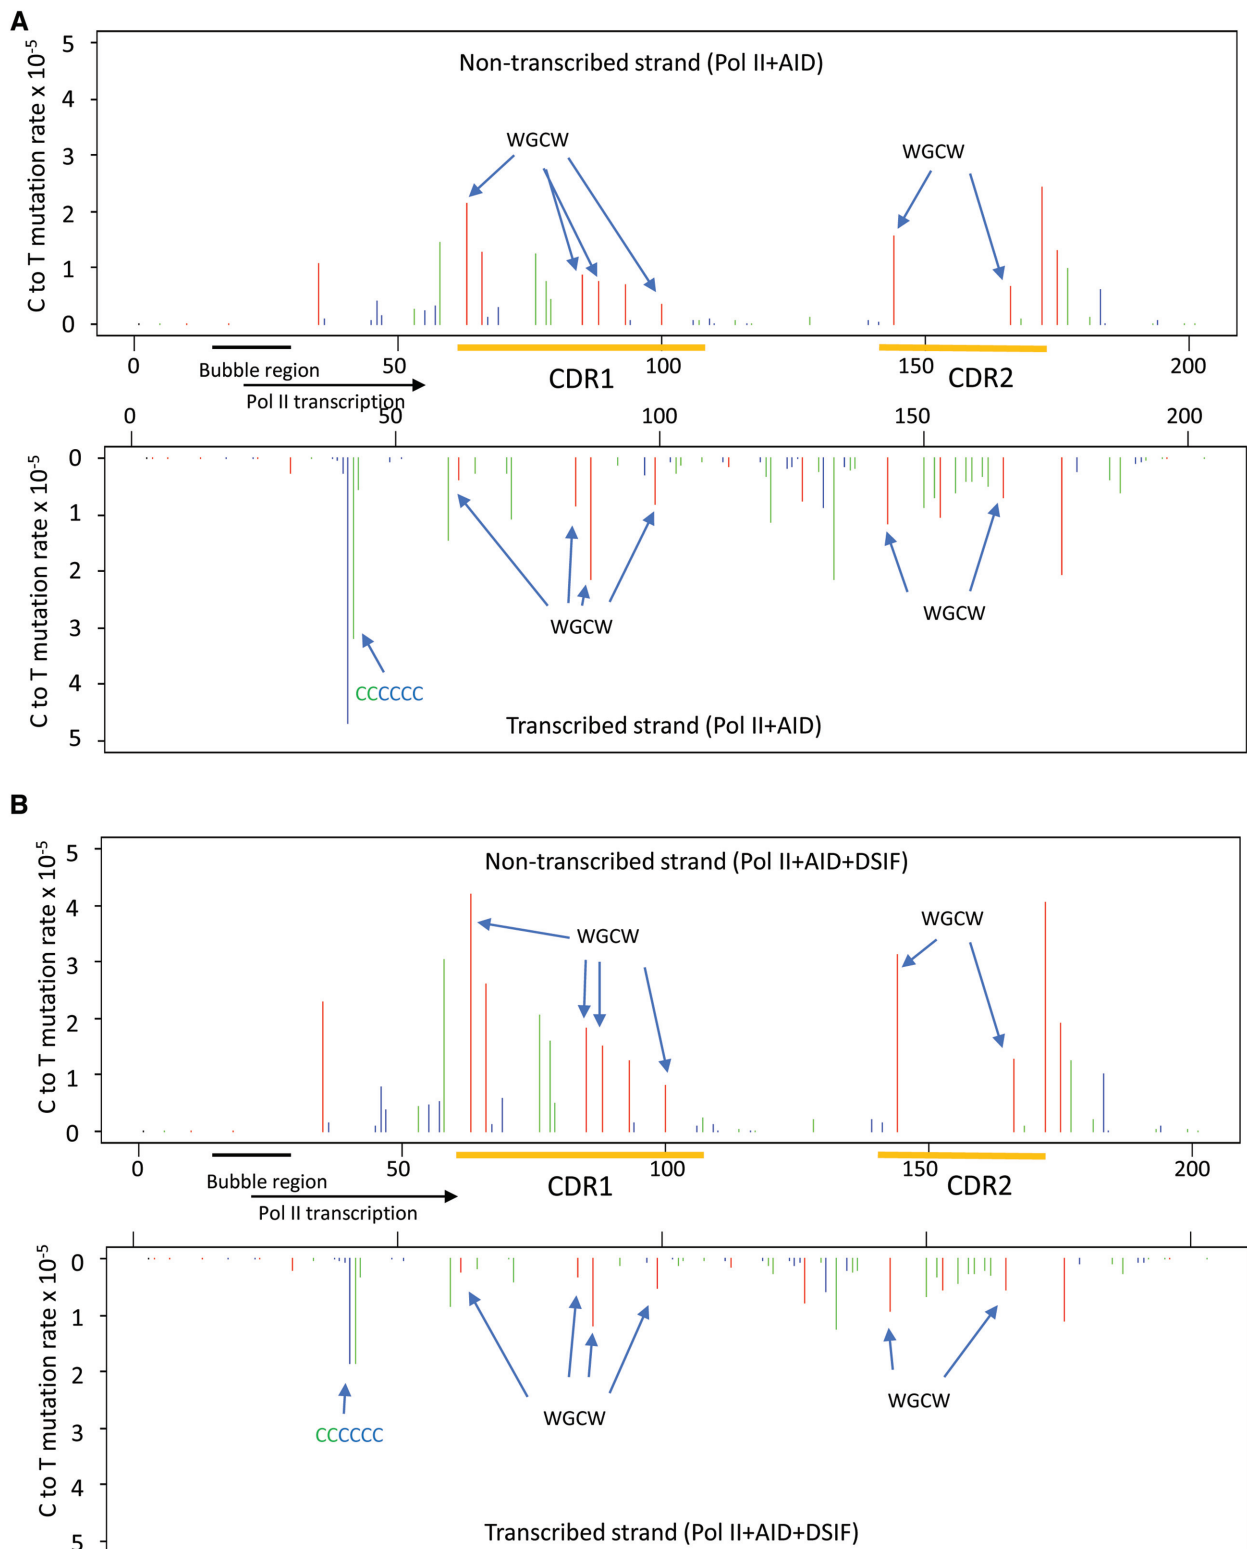 A
Non-transcribed strand (Pol II+AID)
C to T mutation rate x 10-5
5
4
3
2
1
0
WGCW
WGCW
0
50
100
150
200
Bubble region
CDR1
CDR2
Pol II transcription
0
50
100
150
200
C to T mutation rate x 10-5
0
1
2
3
4
5
WGCW
WGCW
CCCCCC
Transcribed strand (Pol II+AID)
B
Non-transcribed strand (Pol II+AID+DSIF)
C to T mutation rate x 10-5
5
4
3
2
1
0
WGCW
WGCW
0
50
100
150
200
Bubble region
CDR1
CDR2
Pol II transcription
C to T mutation rate x 10-5
0
1
2
3
4
5
WGCW
WGCW
CCCCCC
Transcribed strand (Pol II+AID+DSIF)